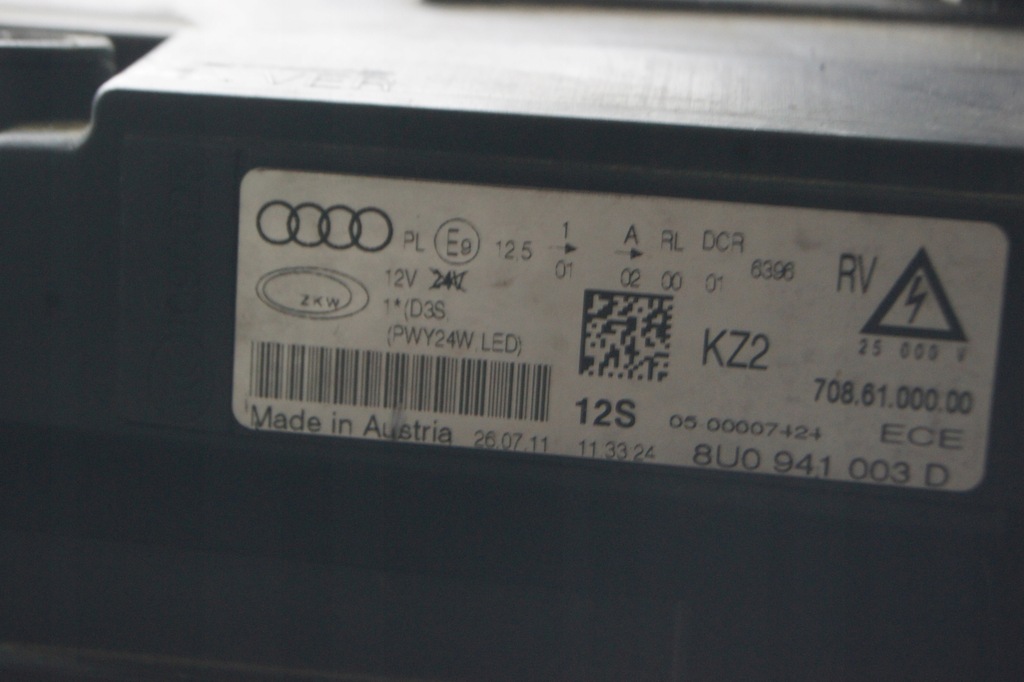 VER
PL E9 12,5 1 A RL DCR 6396 RV
01 02 00 01
12V 24V
ZKW 1*(D3S,
(PWY24W, LED)
KZ2
25 000 V
708.61.000.00
12S 05 00007424 ECE
Made in Austria 26.07.11 11:33:24 8U0 941 003 D